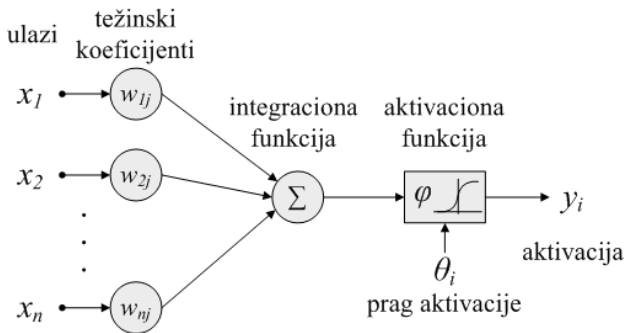 ulazi
težinski
koeficijenti
x1
w1j
x2
w2j
xn
wnj
integraciona
funkcija
Σ
aktivaciona
funkcija
φ
yi
aktivacija
θi
prag aktivacije